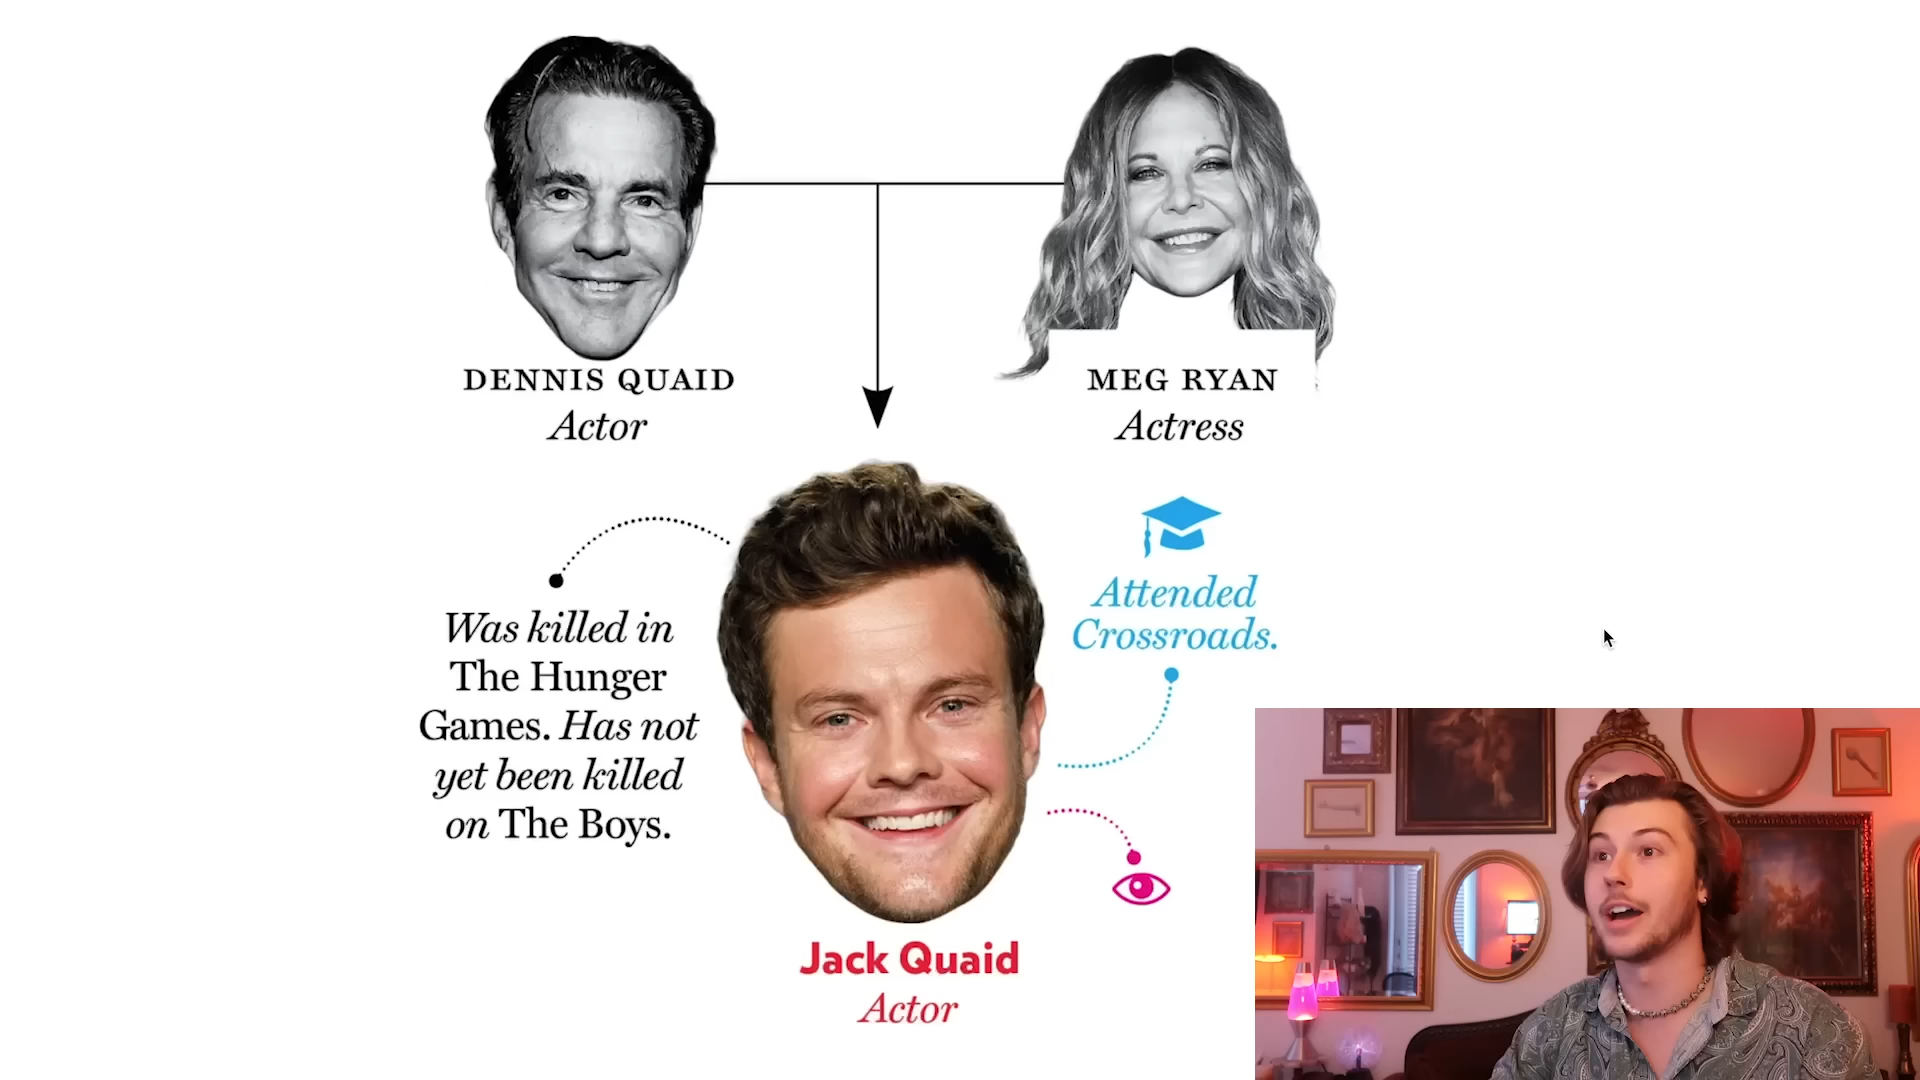 DENNIS QUAID
Actor
MEG RYAN
Actress
Was killed in
The Hunger
Games. Has not
yet been killed
on The Boys.
Attended
Crossroads.
Jack Quaid
Actor